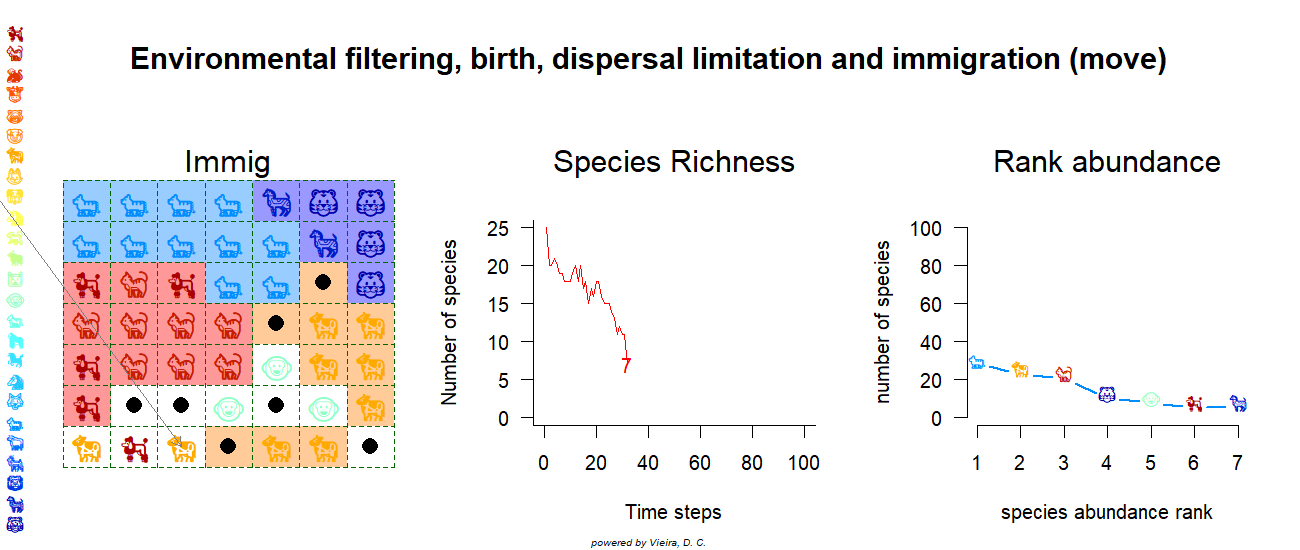 Environmental filtering, birth, dispersal limitation and immigration (move)
Immig
Species Richness
Rank abundance
Number of species
25
20
15
10
5
0
7
0 20 40 60 80 100
Time steps
number of species
100
80
60
40
20
0
1 2 3 4 5 6 7
species abundance rank
powered by Vieira, D. C.